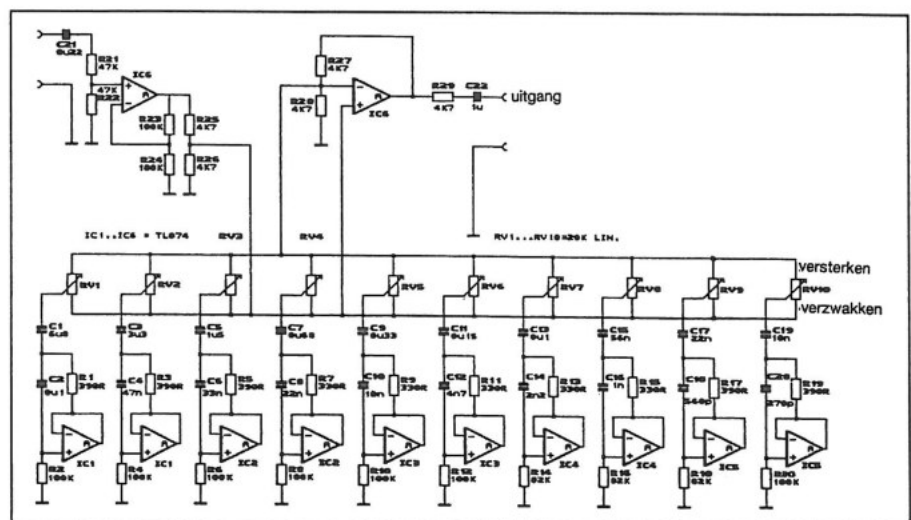 C21
0u22
R21
47K
47K
R22
IC6
R23
100K
R25
4K7
R24
100K
R26
4K7
R27
4K7
R28
4K7
IC6
R29
4K7
C22
1u
uitgang
IC1..IC6 = TL074
RV3
RV4
RV1...RV10=20K LIN.
versterken
verzwakken
RV1
RV2
RV5
RV6
RV7
RV8
RV9
RV10
C1
6u8
C3
3u3
C5
1u5
C7
0u68
C9
0u33
C11
0u15
C13
0u1
C15
56n
C17
22n
C19
10n
C2
0u1
R1
390R
C4
47n
R3
390R
C6
33n
R5
390R
C8
22n
R7
390R
C10
10n
R9
330R
C12
4n7
R11
330R
C14
2n2
R13
330R
C16
1n
R15
330R
C18
560p
R17
390R
C20
270p
R19
390R
R2
100K
IC1
R4
100K
IC1
R6
100K
IC2
R8
100K
IC2
R10
100K
IC3
R12
100K
IC3
R14
82K
IC4
R16
82K
IC4
R18
82K
IC5
R20
100K
IC5